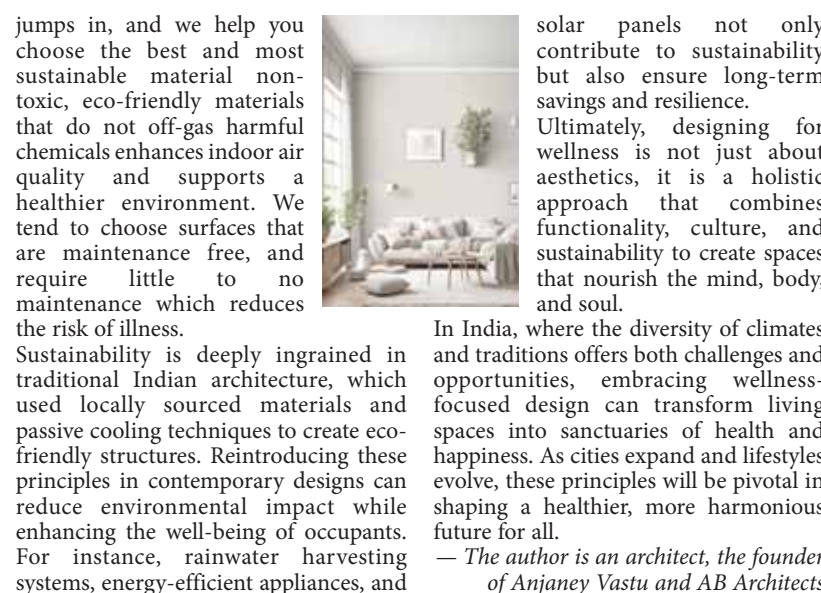 jumps in, and we help you
choose the best and most
sustainable material non-
toxic, eco-friendly materials
that do not off-gas harmful
chemicals enhances indoor air
quality and supports a
healthier environment. We
tend to choose surfaces that
are maintenance free, and
require little to no
maintenance which reduces
the risk of illness.
Sustainability is deeply ingrained in
traditional Indian architecture, which
used locally sourced materials and
passive cooling techniques to create eco-
friendly structures. Reintroducing these
principles in contemporary designs can
reduce environmental impact while
enhancing the well-being of occupants.
For instance, rainwater harvesting
systems, energy-efficient appliances, and
solar panels not only
contribute to sustainability
but also ensure long-term
savings and resilience.
Ultimately, designing for
wellness is not just about
aesthetics, it is a holistic
approach that combines
functionality, culture, and
sustainability to create spaces
that nourish the mind, body,
and soul.
In India, where the diversity of climates
and traditions offers both challenges and
opportunities, embracing wellness-
focused design can transform living
spaces into sanctuaries of health and
happiness. As cities expand and lifestyles
evolve, these principles will be pivotal in
shaping a healthier, more harmonious
future for all.
— The author is an architect, the founder
of Anjaney Vastu and AB Architects